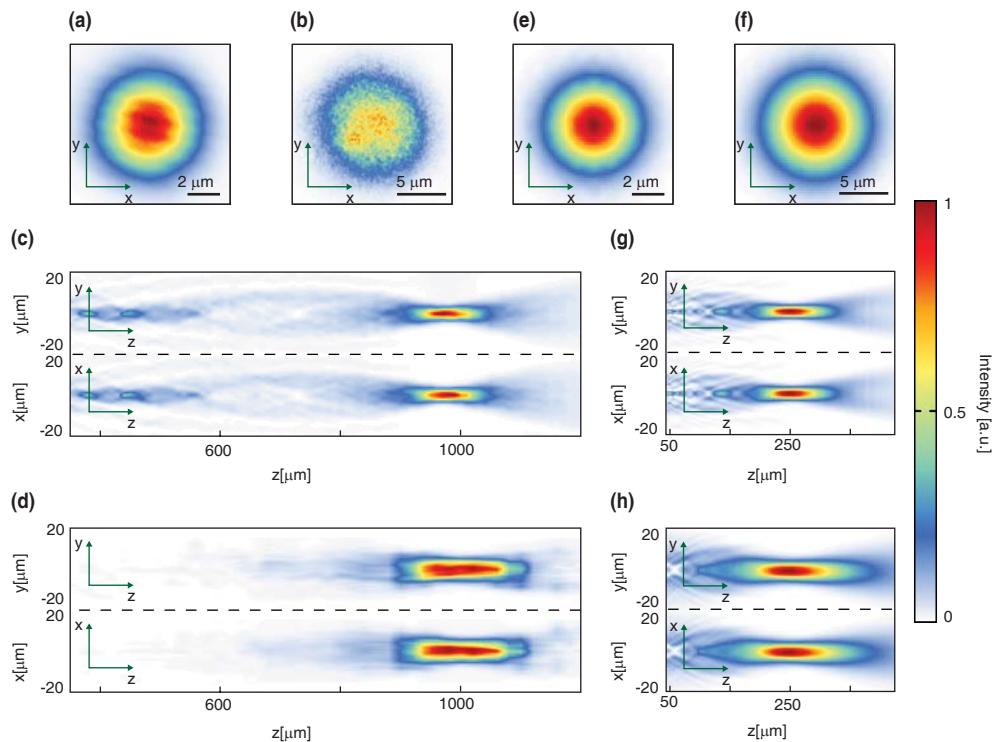 (a)
(b)
(e)
(f)
y
x
2 μm
y
x
5 μm
y
x
2 μm
y
x
5 μm
(c)
(g)
1
0.5
0
Intensity [a.u.]
20
y[μm]
-20
y
z
20
x[μm]
-20
x
z
600
1000
z[μm]
20
y[μm]
-20
y
z
20
x[μm]
-20
x
z
50
250
z[μm]
(d)
(h)
20
y[μm]
-20
y
z
20
x[μm]
-20
x
z
600
1000
z[μm]
20
y[μm]
-20
y
z
20
x[μm]
-20
x
z
50
250
z[μm]